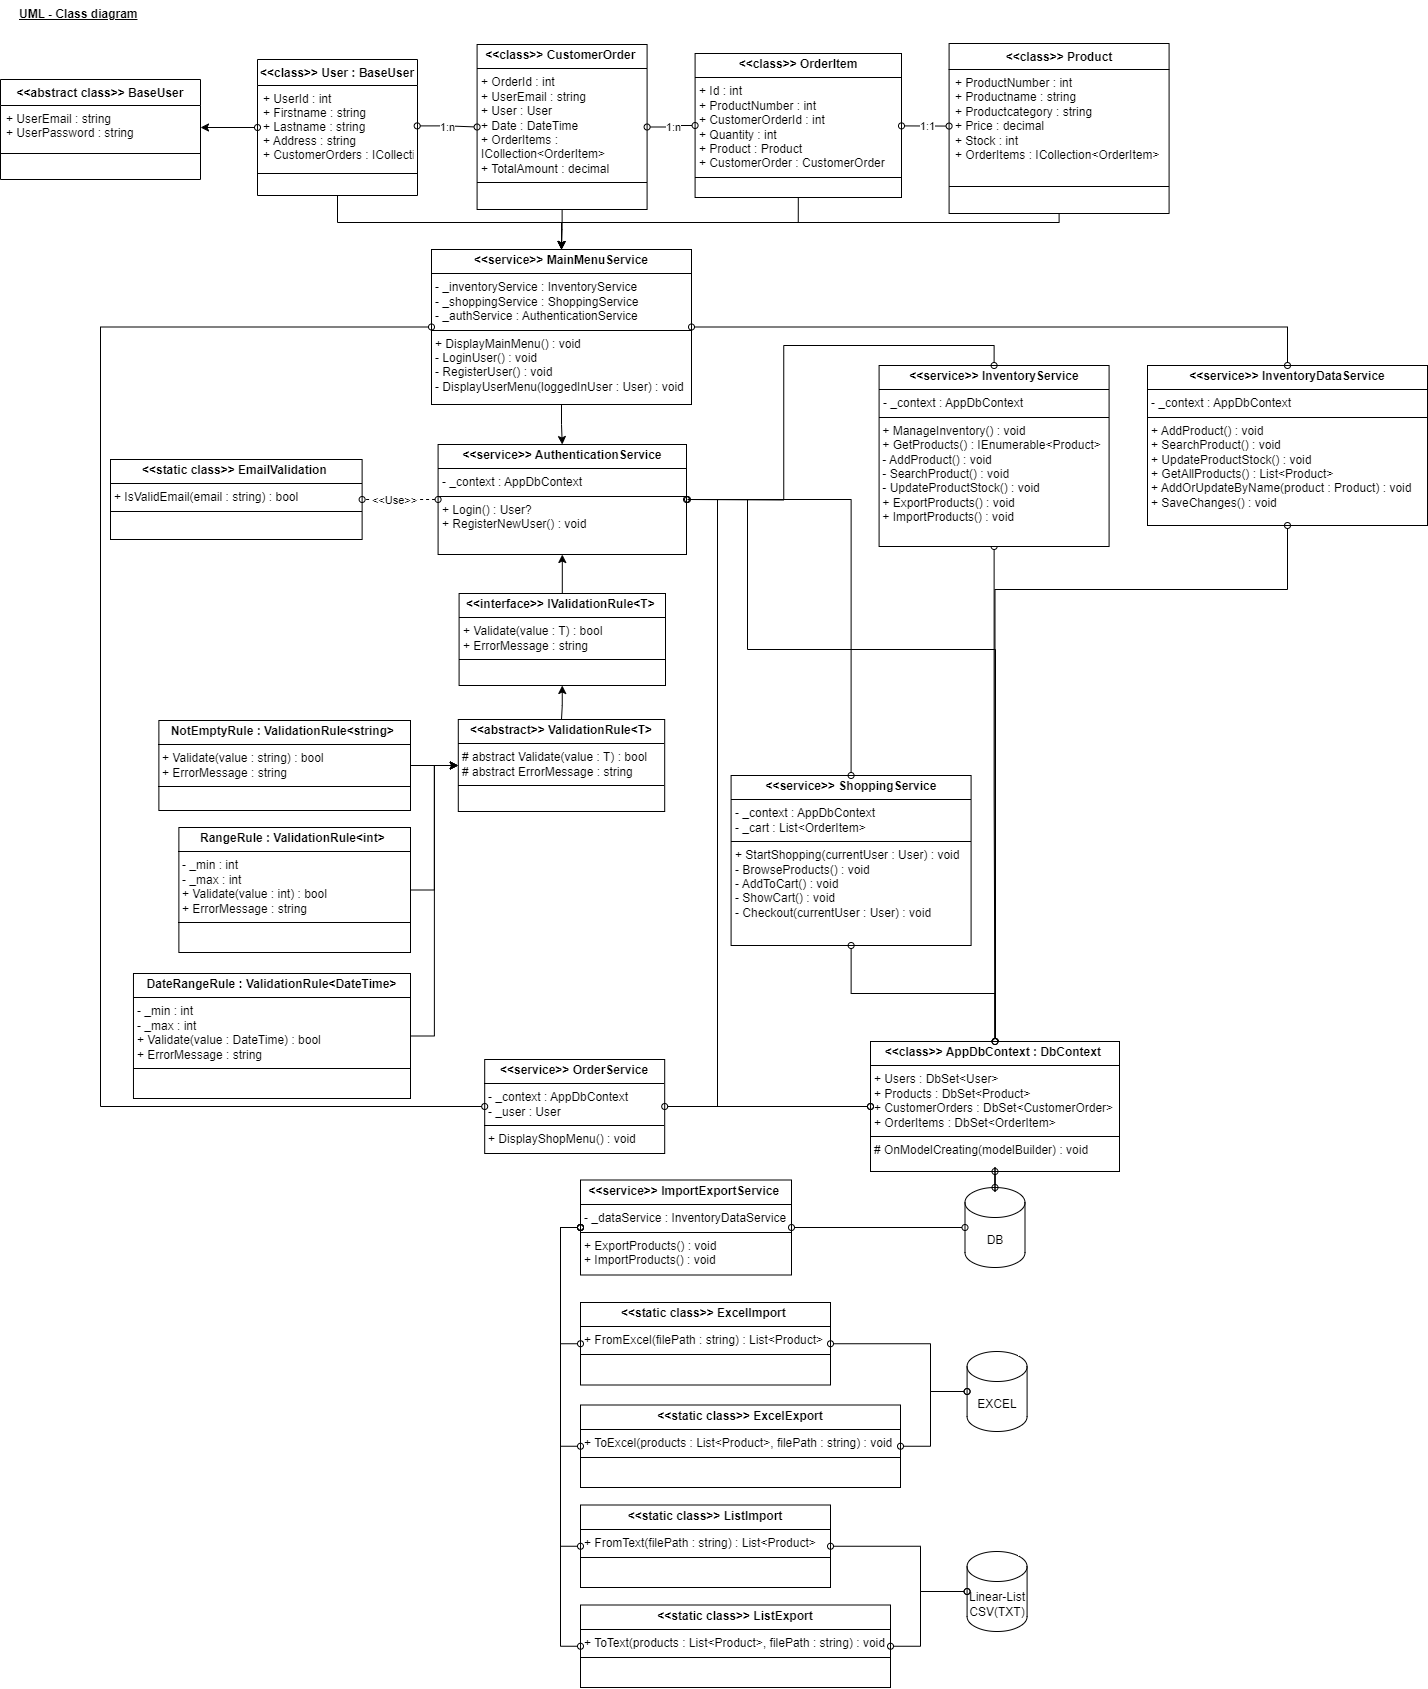 UML - Class diagram
<<abstract class>> BaseUser
+ UserEmail : string
+ UserPassword : string
<<class>> User : BaseUser
+ UserId : int
+ Firstname : string
+ Lastname : string
+ Address : string
+ CustomerOrders : ICollecti
1:n
<<class>> CustomerOrder
+ OrderId : int
+ UserEmail : string
+ User : User
+ Date : DateTime
+ OrderItems :
ICollection<OrderItem>
+ TotalAmount : decimal
1:n
<<class>> OrderItem
+ Id : int
+ ProductNumber : int
+ CustomerOrderId : int
+ Quantity : int
+ Product : Product
+ CustomerOrder : CustomerOrder
1:1
<<class>> Product
+ ProductNumber : int
+ Productname : string
+ Productcategory : string
+ Price : decimal
+ Stock : int
+ OrderItems : ICollection<OrderItem>
<<service>> MainMenuService
- _inventoryService : InventoryService
- _shoppingService : ShoppingService
- _authService : AuthenticationService
+ DisplayMainMenu() : void
- LoginUser() : void
- RegisterUser() : void
- DisplayUserMenu(loggedInUser : User) : void
<<service>> InventoryService
- _context : AppDbContext
+ ManageInventory() : void
+ GetProducts() : IEnumerable<Product>
- AddProduct() : void
- SearchProduct() : void
- UpdateProductStock() : void
+ ExportProducts() : void
+ ImportProducts() : void
<<service>> InventoryDataService
- _context : AppDbContext
+ AddProduct() : void
+ SearchProduct() : void
+ UpdateProductStock() : void
+ GetAllProducts() : List<Product>
+ AddOrUpdateByName(product : Product) : void
+ SaveChanges() : void
<<static class>> EmailValidation
+ IsValidEmail(email : string) : bool
<<Use>>
<<service>> AuthenticationService
- _context : AppDbContext
+ Login() : User?
+ RegisterNewUser() : void
<<interface>> IValidationRule<T>
+ Validate(value : T) : bool
+ ErrorMessage : string
NotEmptyRule : ValidationRule<string>
+ Validate(value : string) : bool
+ ErrorMessage : string
<<abstract>> ValidationRule<T>
# abstract Validate(value : T) : bool
# abstract ErrorMessage : string
<<service>> ShoppingService
- _context : AppDbContext
- _cart : List<OrderItem>
+ StartShopping(currentUser : User) : void
- BrowseProducts() : void
- AddToCart() : void
- ShowCart() : void
- Checkout(currentUser : User) : void
RangeRule : ValidationRule<int>
- _min : int
- _max : int
+ Validate(value : int) : bool
+ ErrorMessage : string
DateRangeRule : ValidationRule<DateTime>
- _min : int
- _max : int
+ Validate(value : DateTime) : bool
+ ErrorMessage : string
<<service>> OrderService
- _context : AppDbContext
- _user : User
+ DisplayShopMenu() : void
<<class>> AppDbContext : DbContext
+ Users : DbSet<User>
+ Products : DbSet<Product>
+ CustomerOrders : DbSet<CustomerOrder>
+ OrderItems : DbSet<OrderItem>
# OnModelCreating(modelBuilder) : void
<<service>> ImportExportService
- _dataService : InventoryDataService
+ ExportProducts() : void
+ ImportProducts() : void
DB
<<static class>> ExcelImport
+ FromExcel(filePath : string) : List<Product>
EXCEL
<<static class>> ExcelExport
+ ToExcel(products : List<Product>, filePath : string) : void
<<static class>> ListImport
+ FromText(filePath : string) : List<Product>
Linear-List
CSV(TXT)
<<static class>> ListExport
+ ToText(products : List<Product>, filePath : string) : void